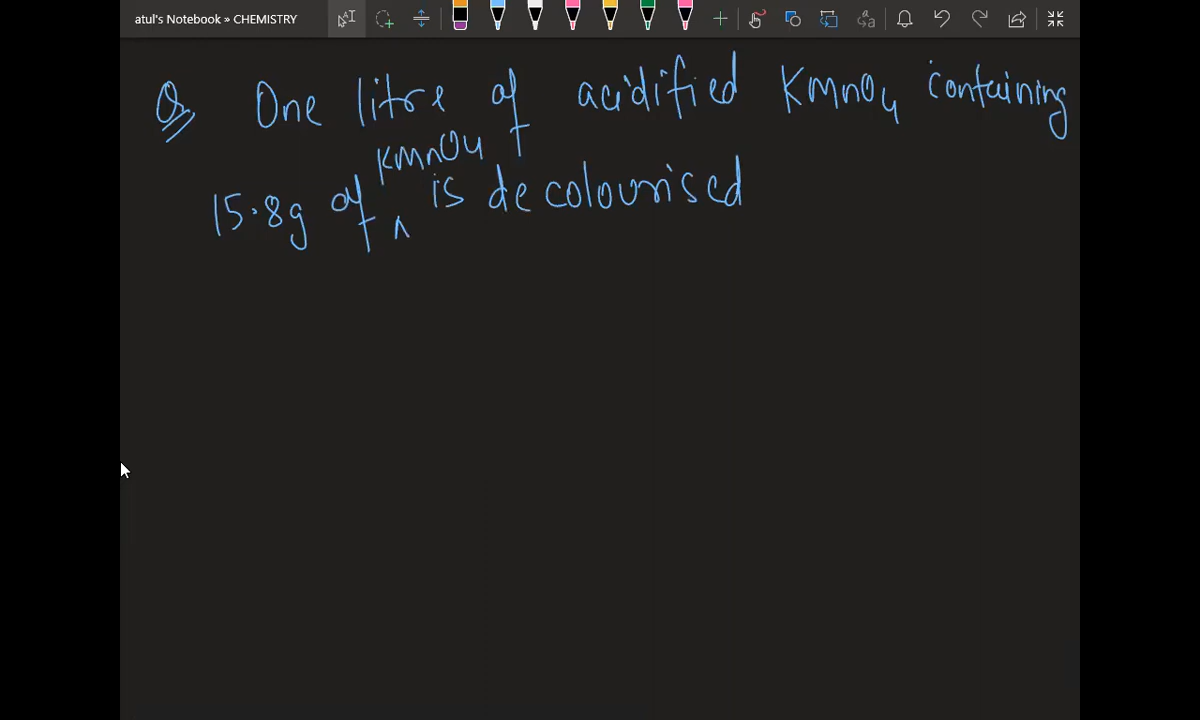 atul's Notebook » CHEMISTRY
Q. One litre of acidified KMnO4 containing
15.8g of KMnO4 is decolourised